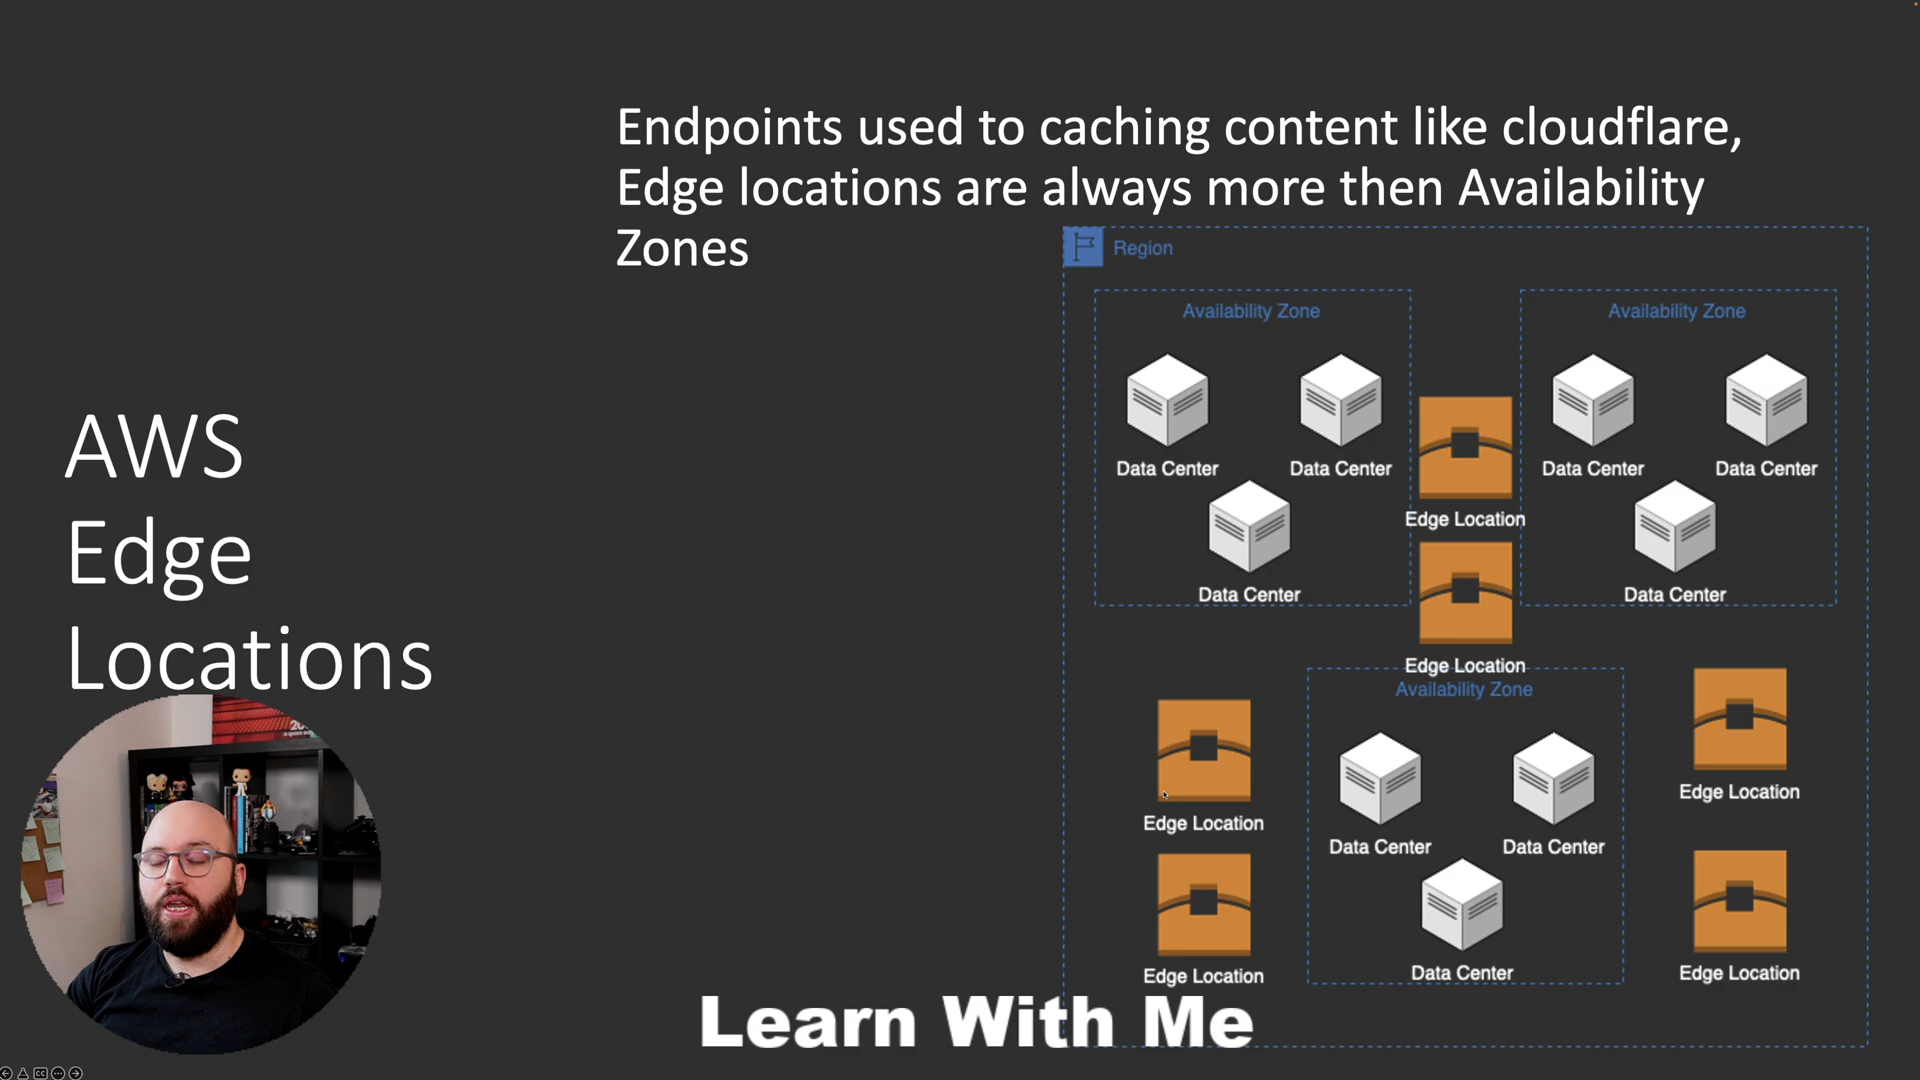 Endpoints used to caching content like cloudflare,
Edge locations are always more then Availability
Zones
AWS
Edge
Locations
Region
Availability Zone
Availability Zone
Data Center
Data Center
Data Center
Data Center
Edge Location
Data Center
Data Center
Edge Location
Availability Zone
Edge Location
Edge Location
Data Center
Data Center
Edge Location
Data Center
Edge Location
Learn With Me